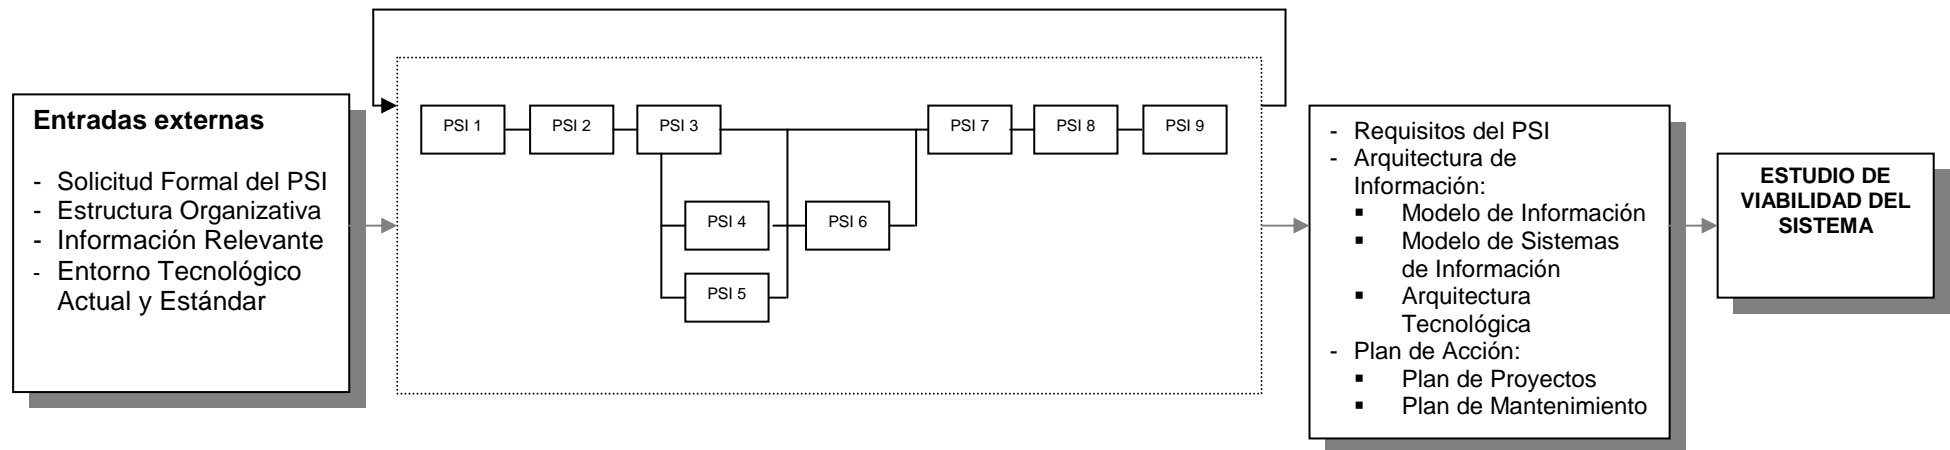 Entradas externas
- Solicitud Formal del PSI
- Estructura Organizativa
- Información Relevante
- Entorno Tecnológico
Actual y Estándar
PSI 1
PSI 2
PSI 3
PSI 4
PSI 5
PSI 6
PSI 7
PSI 8
PSI 9
- Requisitos del PSI
- Arquitectura de
Información:
▪ Modelo de Información
▪ Modelo de Sistemas
de Información
▪ Arquitectura
Tecnológica
- Plan de Acción:
▪ Plan de Proyectos
▪ Plan de Mantenimiento
ESTUDIO DE
VIABILIDAD DEL
SISTEMA